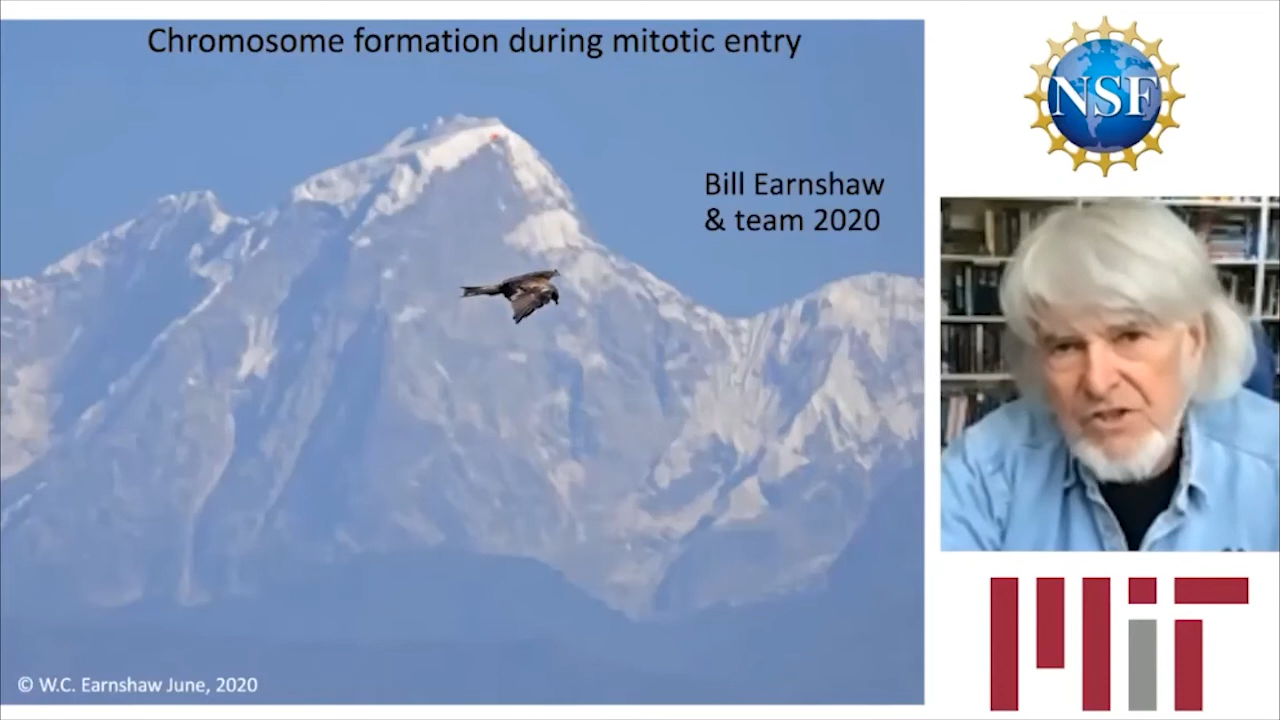 Chromosome formation during mitotic entry
Bill Earnshaw
& team 2020
© W.C. Earnshaw June, 2020
NSF
MIT